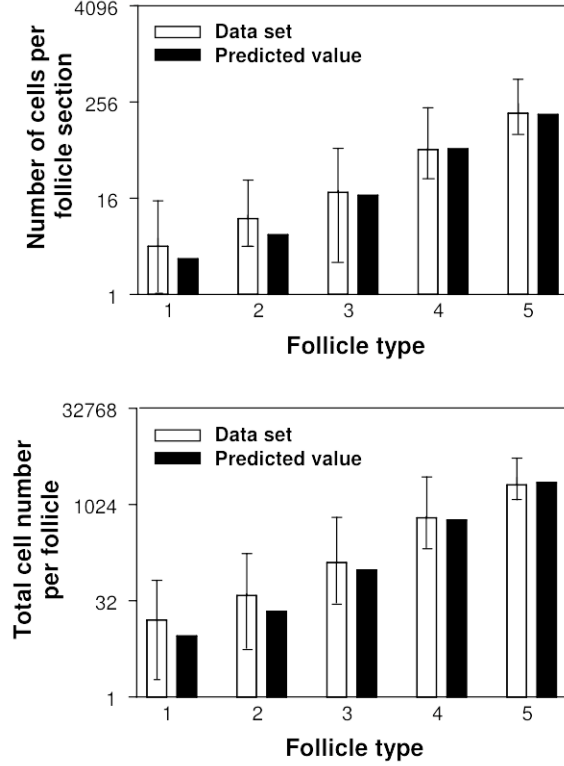 4096
256
16
1
Number of cells per
follicle section
Data set
Predicted value
1 2 3 4 5
Follicle type
32768
1024
32
1
Total cell number
per follicle
Data set
Predicted value
1 2 3 4 5
Follicle type